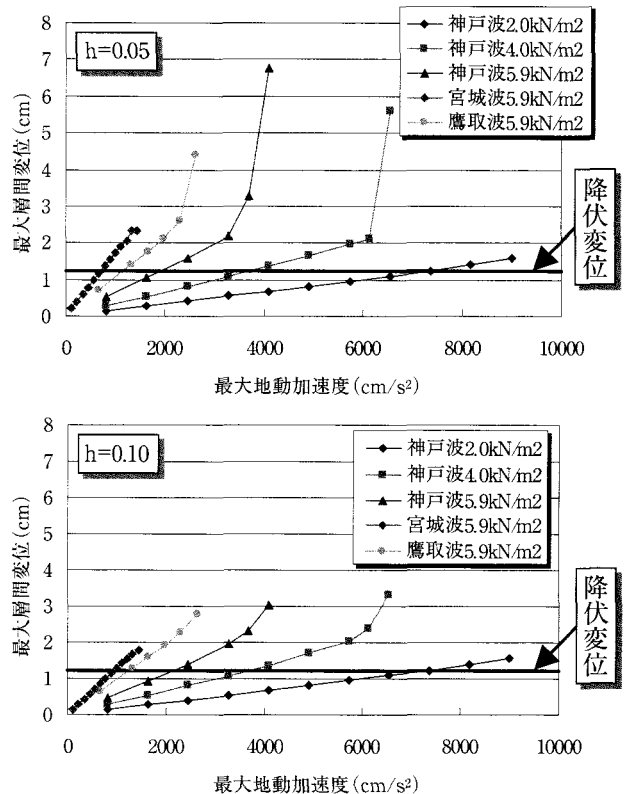 8
7
6
5
4
3
2
1
0
最大層間変位(cm)
h=0.05
神戸波2.0kN/m2
神戸波4.0kN/m2
神戸波5.9kN/m2
宮城波5.9kN/m2
鷹取波5.9kN/m2
降伏変位
0 2000 4000 6000 8000 10000
最大地動加速度(cm/s²)
8
7
6
5
4
3
2
1
0
最大層間変位(cm)
h=0.10
神戸波2.0kN/m2
神戸波4.0kN/m2
神戸波5.9kN/m2
宮城波5.9kN/m2
鷹取波5.9kN/m2
降伏変位
0 2000 4000 6000 8000 10000
最大地動加速度(cm/s²)